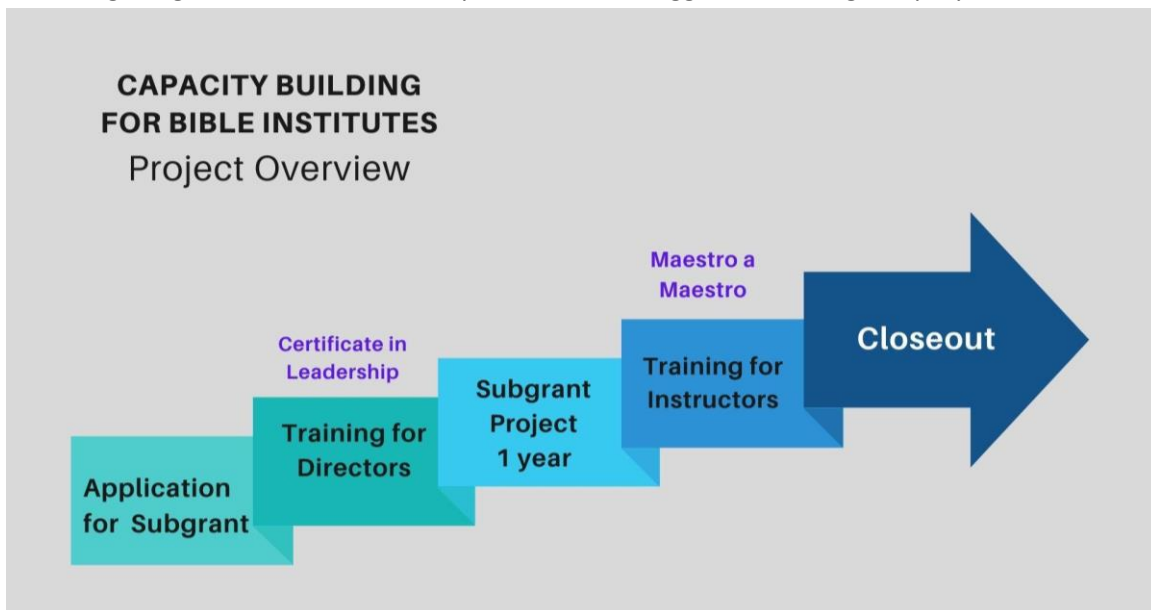 CAPACITY BUILDING
FOR BIBLE INSTITUTES
Project Overview
Application
for Subgrant
Certificate in
Leadership
Training for
Directors
Subgrant
Project
1 year
Maestro a
Maestro
Training for
Instructors
Closeout